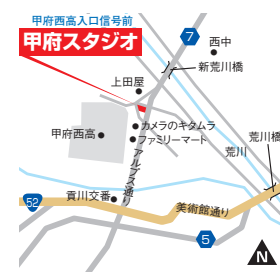 甲府西高入口信号前
甲府スタジオ
7
西中
新荒川橋
上田屋
カメラのキタムラ
ファミリーマート
甲府西高
荒川橋
荒川
アルプス通り
貢川交番
52
美術館通り
5
N